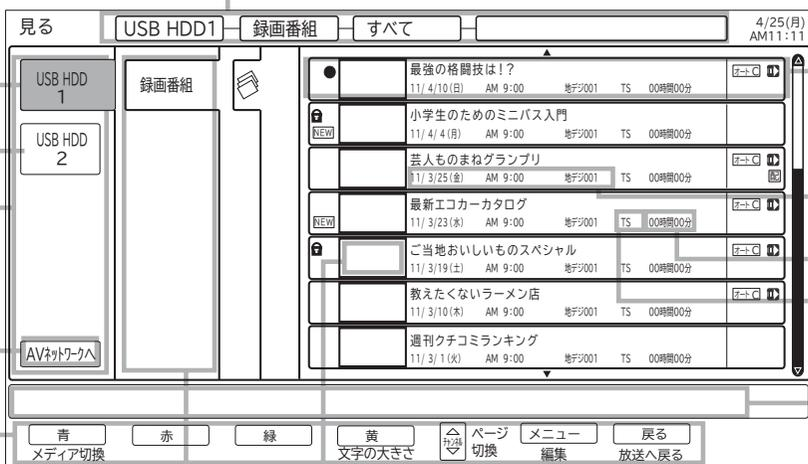 見る
USB HDD1
録画番組
すべて
4/25(月)
AM11:11
USB HDD
1
USB HDD
2
AVネットワークへ
録画番組
最強の格闘技は!?
11/ 4/10(日) AM 9:00 地デジ001 TS 00時間00分
オートC
NEW
小学生のためのミニバス入門
11/ 4/ 4(月) AM 9:00 地デジ001 TS 00時間00分
芸人ものまねグランプリ
11/ 3/25(金) AM 9:00 地デジ001 TS 00時間00分
オートC
NEW
最新エコカーカタログ
11/ 3/23(水) AM 9:00 地デジ001 TS 00時間00分
オートC
ご当地おいしいものスペシャル
11/ 3/19(土) AM 9:00 地デジ001 TS 00時間00分
オートC
教えたくないラーメン店
11/ 3/10(木) AM 9:00 地デジ001 TS 00時間00分
オートC
週刊クチコミランキング
11/ 3/ 1(火) AM 9:00 地デジ001 TS 00時間00分
青
メディア切換
赤
緑
黄
文字の大きさ
チャンネル
ページ
切換
メニュー
編集
戻る
放送へ戻る